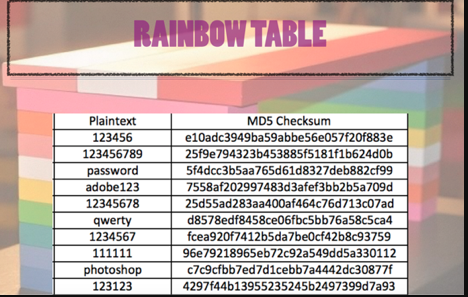 RAINBOW TABLE
Plaintext MD5 Checksum
123456 e10adc3949ba59abbe56e057f20f883e
123456789 25f9e794323b453885f5181f1b624d0b
password 5f4dcc3b5aa765d61d8327deb882cf99
adobe123 7558af202997483d3afef3bb2b5a709d
12345678 25d55ad283aa400af464c76d713c07ad
qwerty d8578edf8458ce06fbc5bb76a58c5ca4
1234567 fcea920f7412b5da7be0cf42b8c93759
111111 96e79218965eb72c92a549dd5a330112
photoshop c7c9cfbb7ed7d1cebb7a4442dc30877f
123123 4297f44b13955235245b2497399d7a93